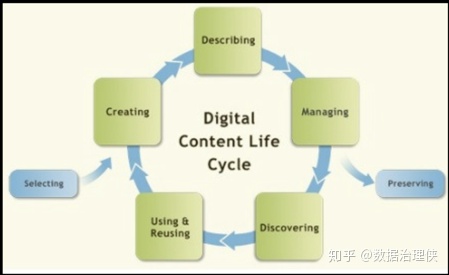 Describing
Creating
Managing
Digital
Content Life
Cycle
Selecting
Preserving
Using &
Reusing
Discovering
知乎 @数据治理侠